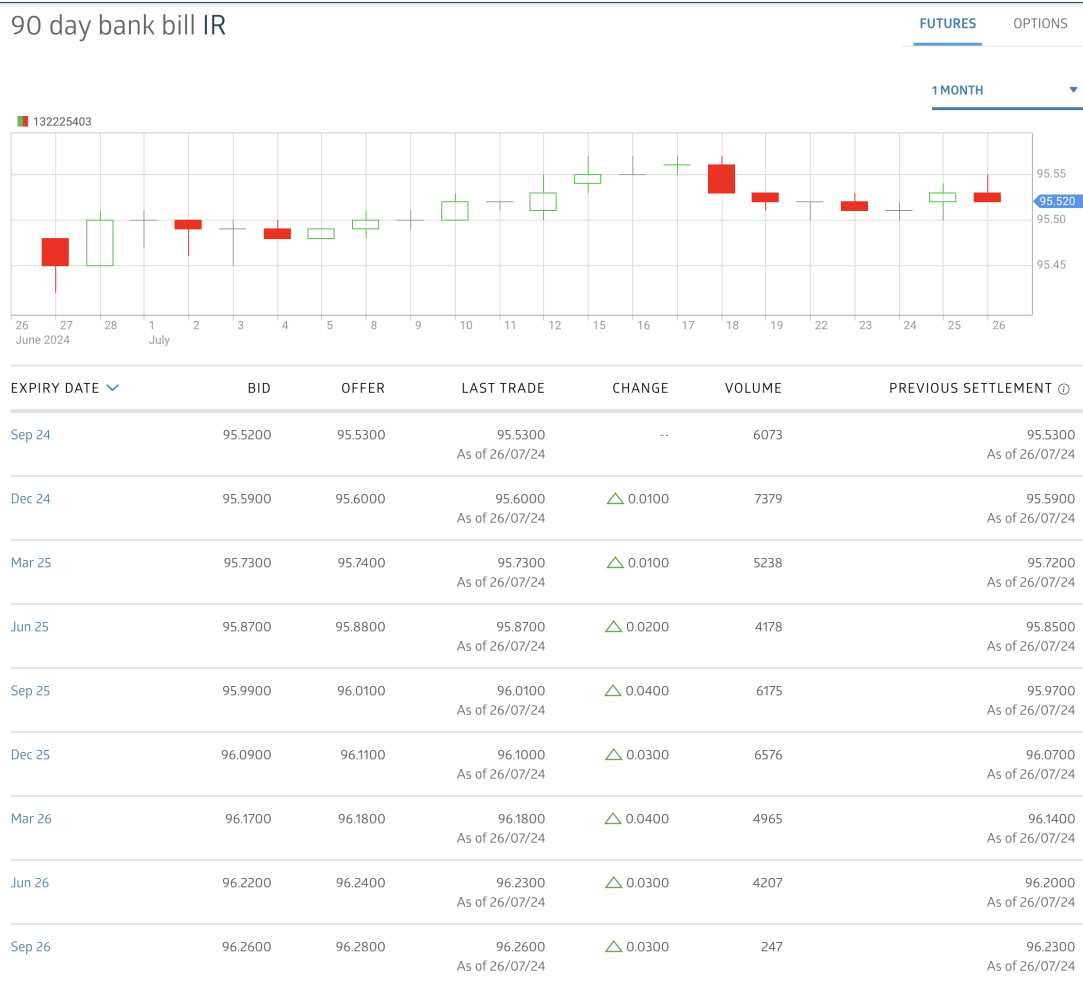 90 day bank bill IR
FUTURES OPTIONS
1 MONTH
132225403
95.55
95.520
95.50
95.45
26 27 28 1 2 3 4 5 8 9 10 11 12 15 16 17 18 19 22 23 24 25 26
June 2024 July
EXPIRY DATE BID OFFER LAST TRADE CHANGE VOLUME PREVIOUS SETTLEMENT
Sep 24 95.5200 95.5300 95.5300 -- 6073 95.5300
As of 26/07/24 As of 26/07/24
Dec 24 95.5900 95.6000 95.6000 0.0100 7379 95.5900
As of 26/07/24 As of 26/07/24
Mar 25 95.7300 95.7400 95.7300 0.0100 5238 95.7200
As of 26/07/24 As of 26/07/24
Jun 25 95.8700 95.8800 95.8700 0.0200 4178 95.8500
As of 26/07/24 As of 26/07/24
Sep 25 95.9900 96.0100 96.0100 0.0400 6175 95.9700
As of 26/07/24 As of 26/07/24
Dec 25 96.0900 96.1100 96.1000 0.0300 6576 96.0700
As of 26/07/24 As of 26/07/24
Mar 26 96.1700 96.1800 96.1800 0.0400 4965 96.1400
As of 26/07/24 As of 26/07/24
Jun 26 96.2200 96.2400 96.2300 0.0300 4207 96.2000
As of 26/07/24 As of 26/07/24
Sep 26 96.2600 96.2800 96.2600 0.0300 247 96.2300
As of 26/07/24 As of 26/07/24